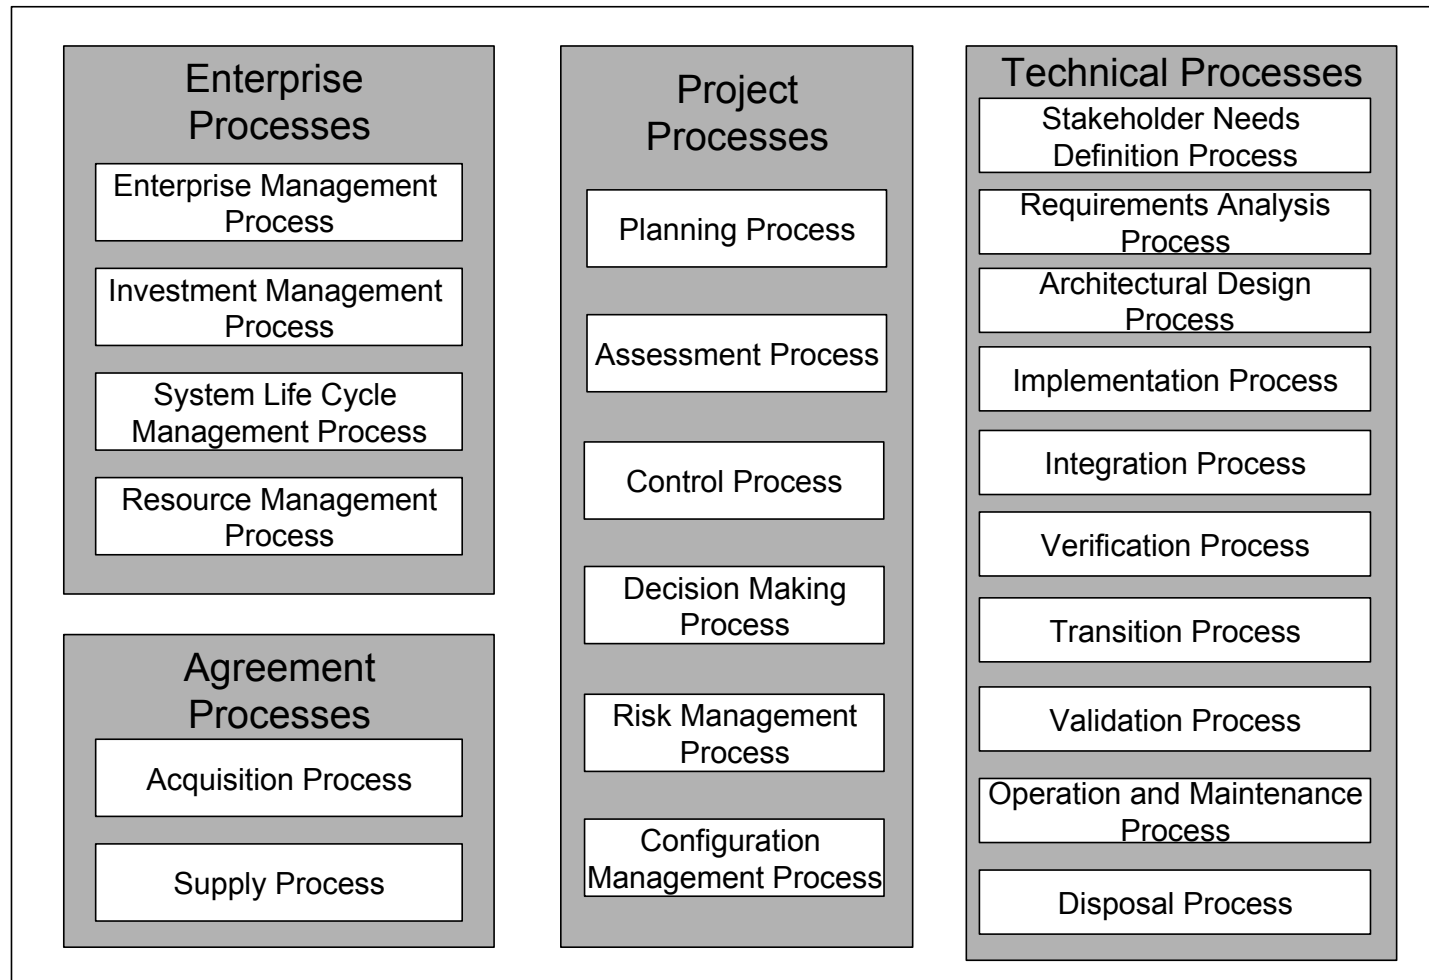 Enterprise
Processes
Enterprise Management
Process
Investment Management
Process
System Life Cycle
Management Process
Resource Management
Process
Agreement
Processes
Acquisition Process
Supply Process
Project
Processes
Planning Process
Assessment Process
Control Process
Decision Making
Process
Risk Management
Process
Configuration
Management Process
Technical Processes
Stakeholder Needs
Definition Process
Requirements Analysis
Process
Architectural Design
Process
Implementation Process
Integration Process
Verification Process
Transition Process
Validation Process
Operation and Maintenance
Process
Disposal Process